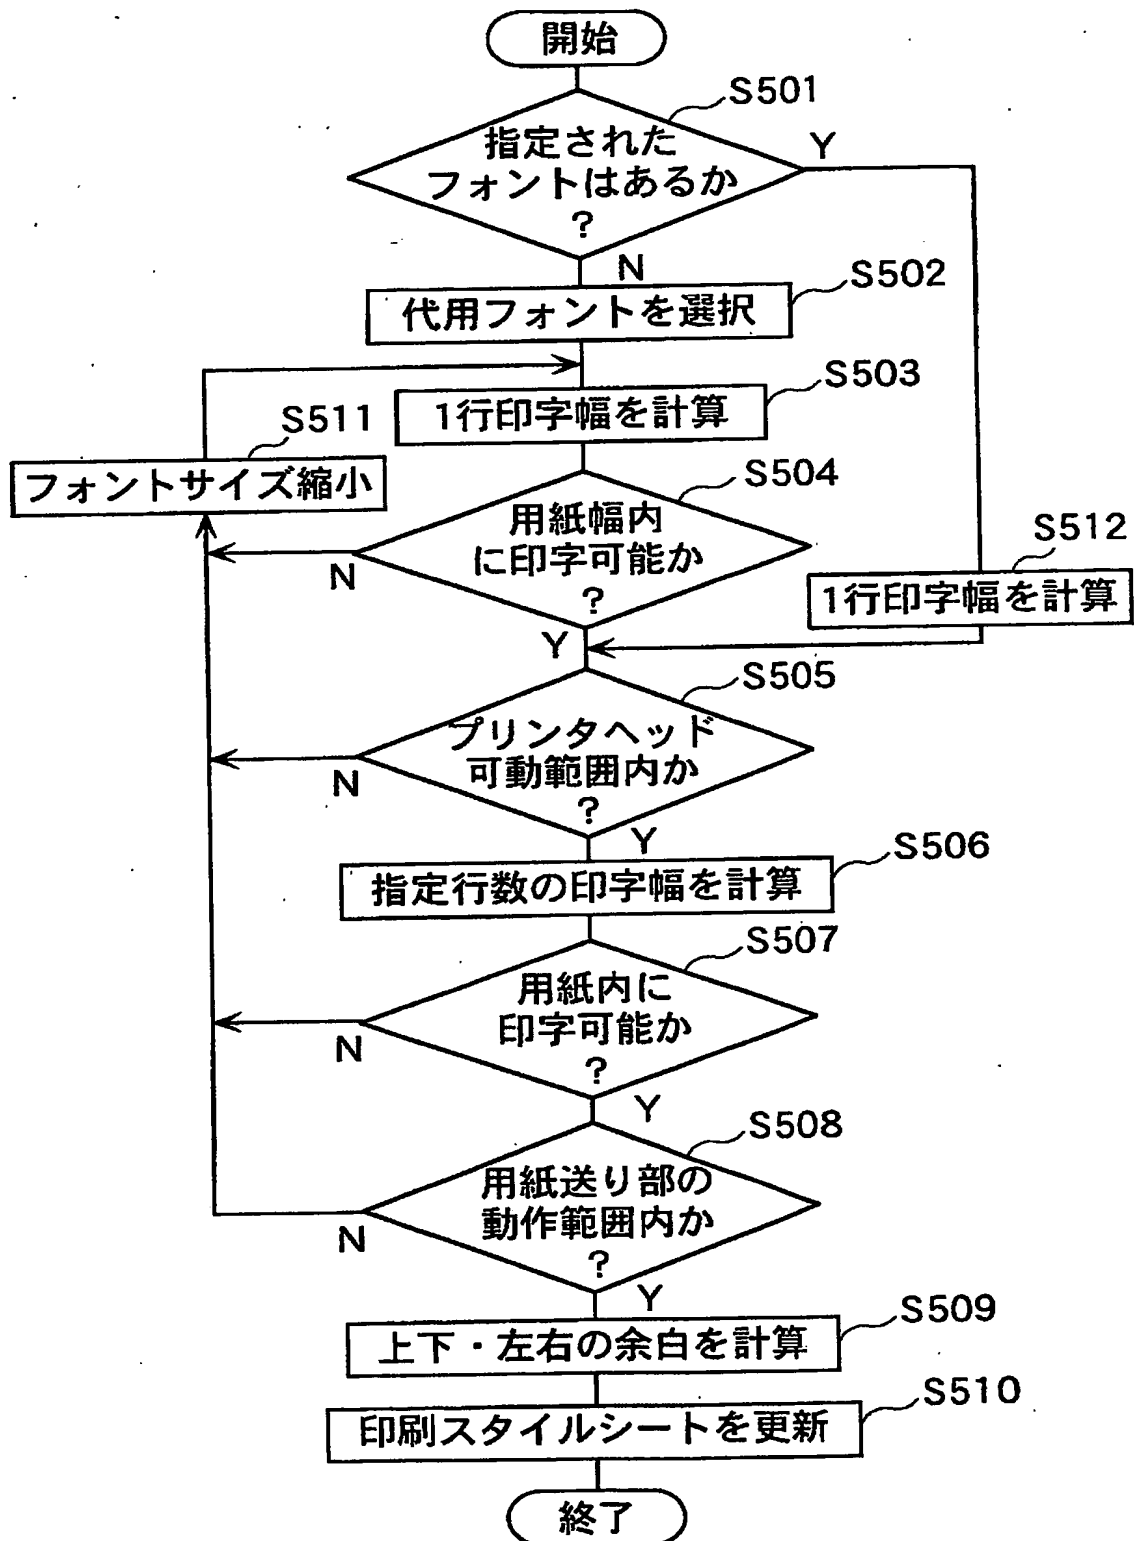 開始
S501
指定された
フォントはあるか
?
Y
N
S502
代用フォントを選択
S503
1行印字幅を計算
S511
フォントサイズ縮小
S504
用紙幅内
に印字可能か
?
N
Y
S512
1行印字幅を計算
S505
プリンタヘッド
可動範囲内か
?
N
Y
S506
指定行数の印字幅を計算
S507
用紙内に
印字可能か
?
N
Y
S508
用紙送り部の
動作範囲内か
?
N
Y
S509
上下・左右の余白を計算
S510
印刷スタイルシートを更新
終了